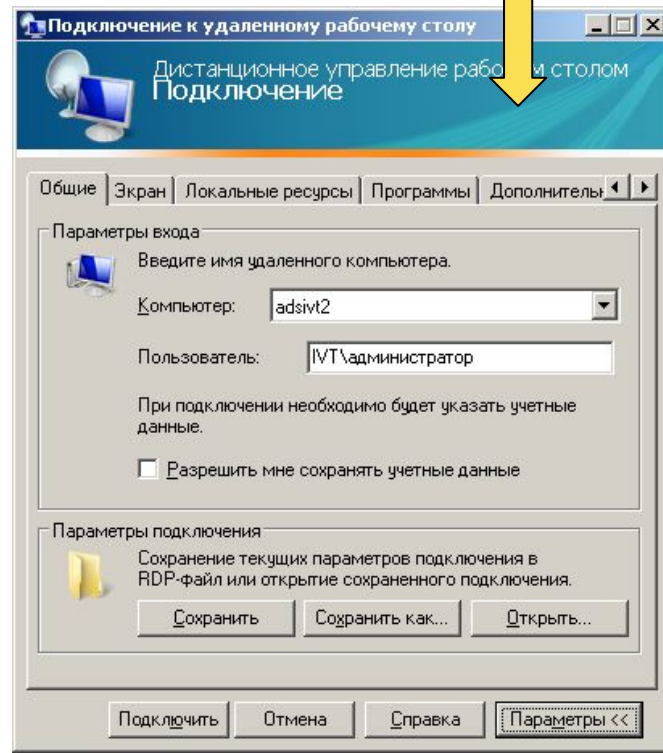 Подключение к удаленному рабочему столу
Дистанционное управление столом
Подключение
Общие Экран Локальные ресурсы Программы
Параметры входа
Введите имя удаленного компьютера.
Компьютер: adsivt2
Пользователь: IVT\администратор
При подключении необходимо будет указать учетные
данные.
Разрешить мне сохранять учетные данные
Параметры подключения
Сохранение текущих параметров подключения в
RDP-файл или открытие сохраненного подключения.
Сохранить Сохранить как... Открыть...
Подключить Отмена Справка Параметры <<